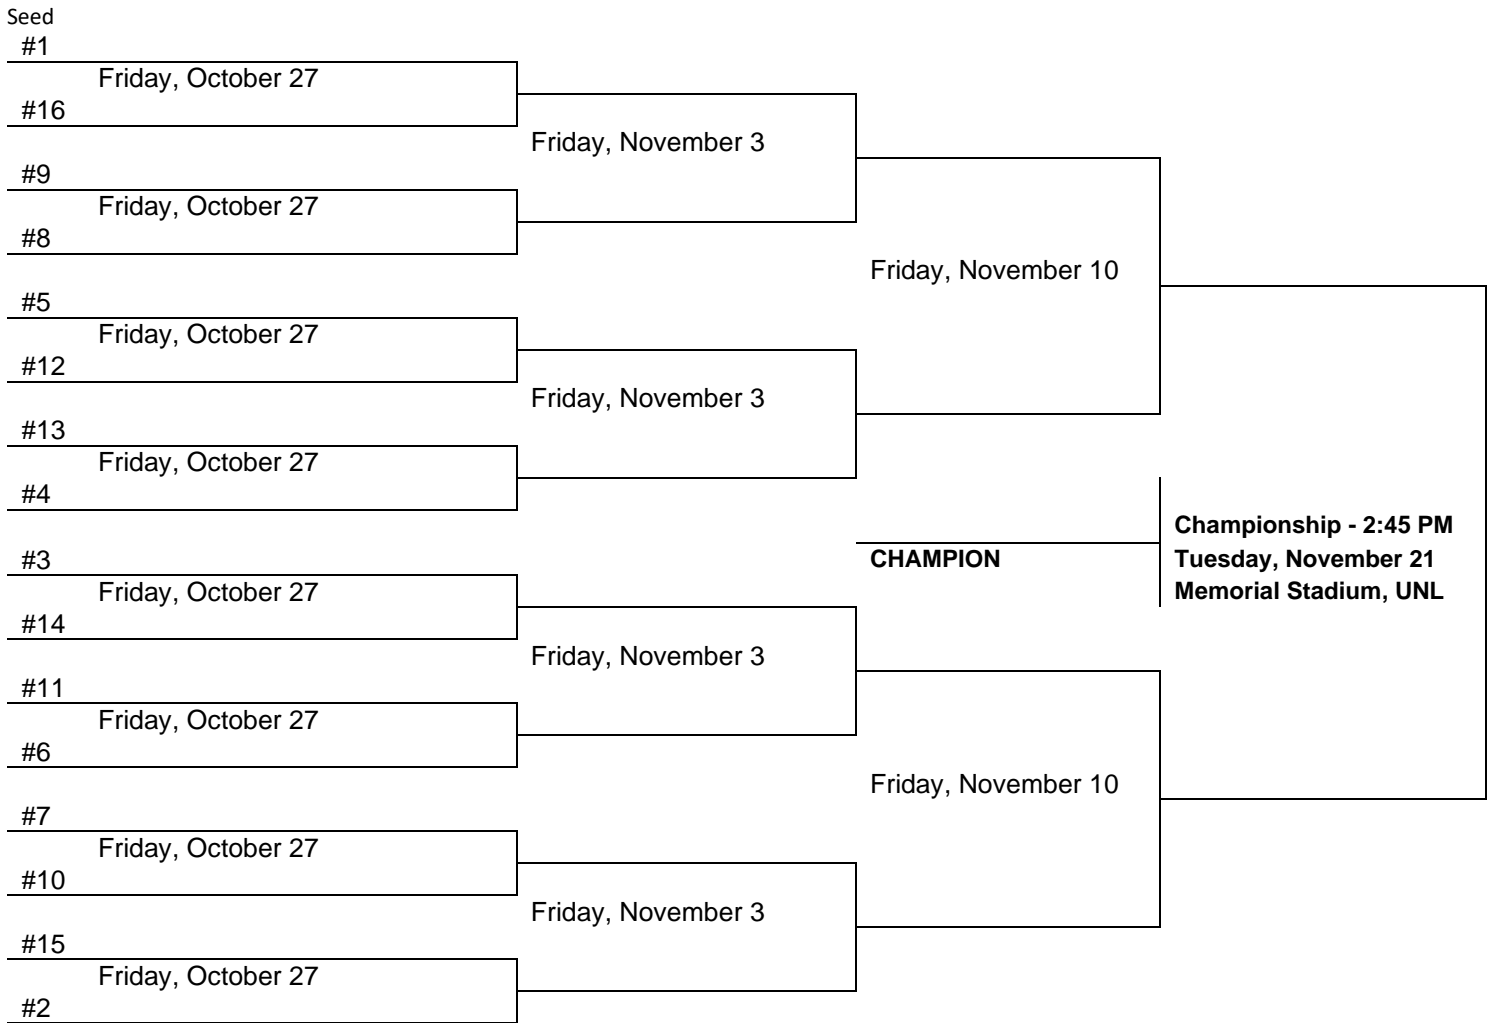 Seed
#1
Friday, October 27
#16
Friday, November 3
#9
Friday, October 27
#8
Friday, November 10
#5
Friday, October 27
#12
Friday, November 3
#13
Friday, October 27
#4
Championship - 2:45 PM
#3
CHAMPION
Tuesday, November 21
Friday, October 27
Memorial Stadium, UNL
#14
Friday, November 3
#11
Friday, October 27
#6
Friday, November 10
#7
Friday, October 27
#10
Friday, November 3
#15
Friday, October 27
#2